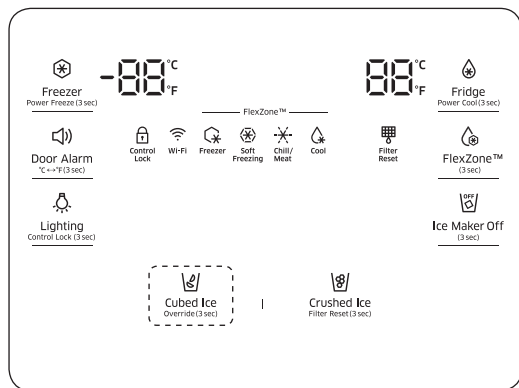 -88°C °F
88°C °F
Freezer
Power Freeze (3 sec)
Fridge
Power Cool (3 sec)
FlexZone™
Door Alarm
°C↔°F (3 sec)
Control Lock
Wi-Fi
Freezer
Soft Freezing
Chill/ Meat
Cool
Filter Reset
FlexZone™
(3 sec)
Lighting
Control Lock (3 sec)
OFF
Ice Maker Off
(3 sec)
Cubed Ice
Override (3 sec)
|
Crushed Ice
Filter Reset (3 sec)